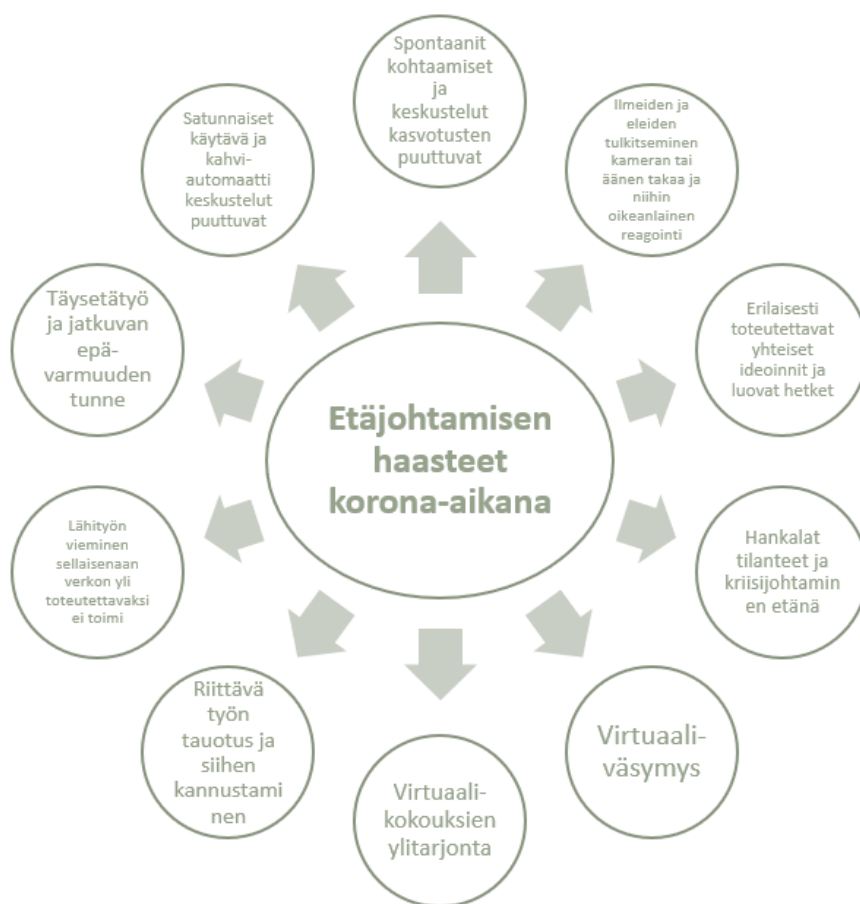 Spontaanit
kohtaamiset
ja
keskustelut
kasvotusten
puuttuvat
Ilmeiden ja
eleiden
tulkitseminen
kameran tai
äänen takaa ja
niihin
oikeanlainen
reagointi
Erilaisesti
toteutettavat
yhteiset
ideoinnit ja
luovat hetket
Hankalat
tilanteet ja
kriisijohtamin
en etänä
Virtuaali-
väsymys
Virtuaali-
kokouksien
ylitarjonta
Riittävä
työn
tauotus ja
siihen
kannustami
nen
Lähityön
vieminen
sellaisenaan
verkon yli
toteutettavaksi
ei toimi
Täysetätyö
ja jatkuvan
epä-
varmuuden
tunne
Satunnaiset
käytävä ja
kahvi-
automaatti
keskustelut
puuttuvat
Etäjohtamisen
haasteet
korona-aikana